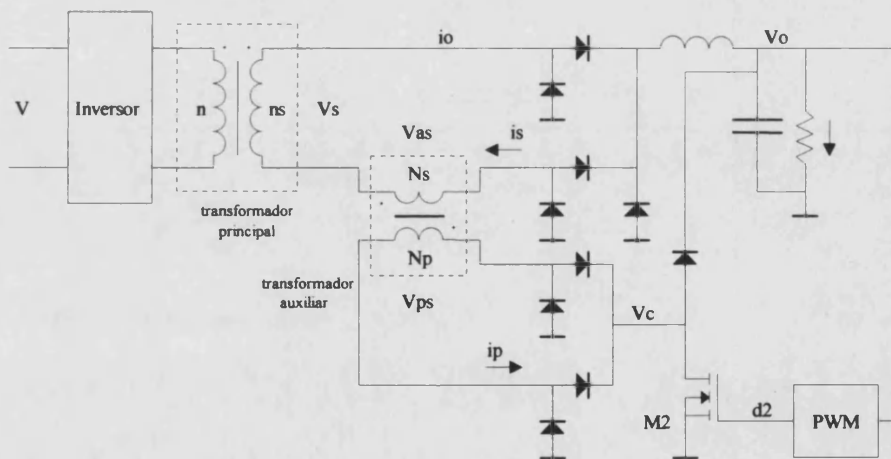 io
Vo
V
Inversor
n
ns
Vs
Vas
is
Ns
transformador
principal
Np
transformador
auxiliar
Vps
Vc
ip
M2
d2
PWM